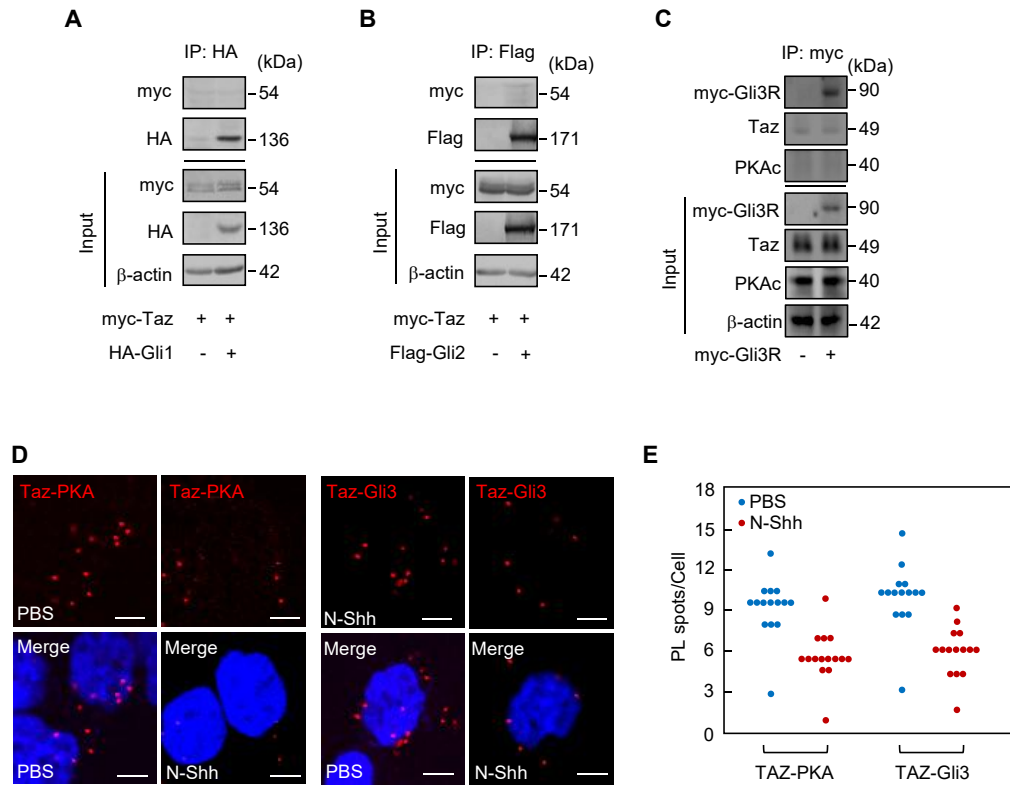 A
IP: HA
(kDa)
myc
54
HA
136
Input
myc
54
HA
136
β-actin
42
myc-Taz + +
HA-Gli1 - +
B
IP: Flag
(kDa)
myc
54
Flag
171
Input
myc
54
Flag
171
β-actin
42
myc-Taz + +
Flag-Gli2 - +
C
IP: myc
(kDa)
myc-Gli3R
90
Taz
49
PKAc
40
Input
myc-Gli3R
90
Taz
49
PKAc
40
β-actin
42
myc-Gli3R - +
D
Taz-PKA
PBS
Taz-PKA
Taz-Gli3
N-Shh
Taz-Gli3
Merge
PBS
Merge
N-Shh
Merge
PBS
Merge
N-Shh
E
PL spots/Cell
18
15
12
9
6
3
0
PBS
N-Shh
TAZ-PKA
TAZ-Gli3